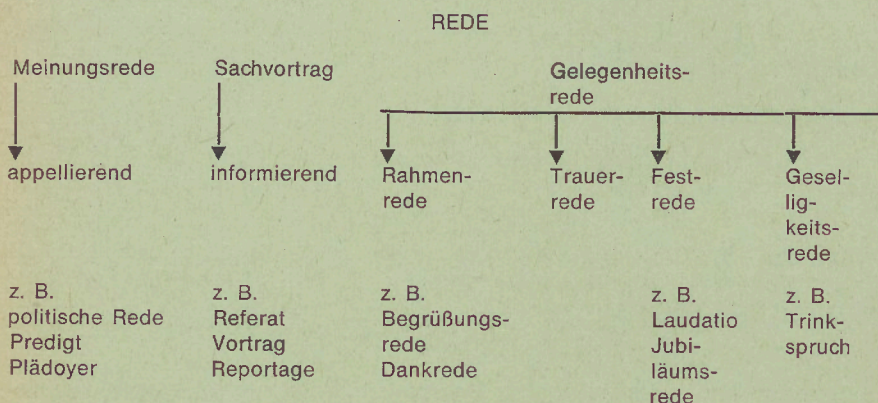 REDE
Meinungsrede Sachvortrag Gelegenheits-
rede
appellierend informierend Rahmen- Trauer- Fest- Gesel-
rede rede rede lig-
keits-
rede
z. B. z. B. z. B. z. B. z. B.
politische Rede Referat Begrüßungs- Laudatio Trink-
Predigt Vortrag rede Jubi- spruch
Plädoyer Reportage Dankrede läums-
rede